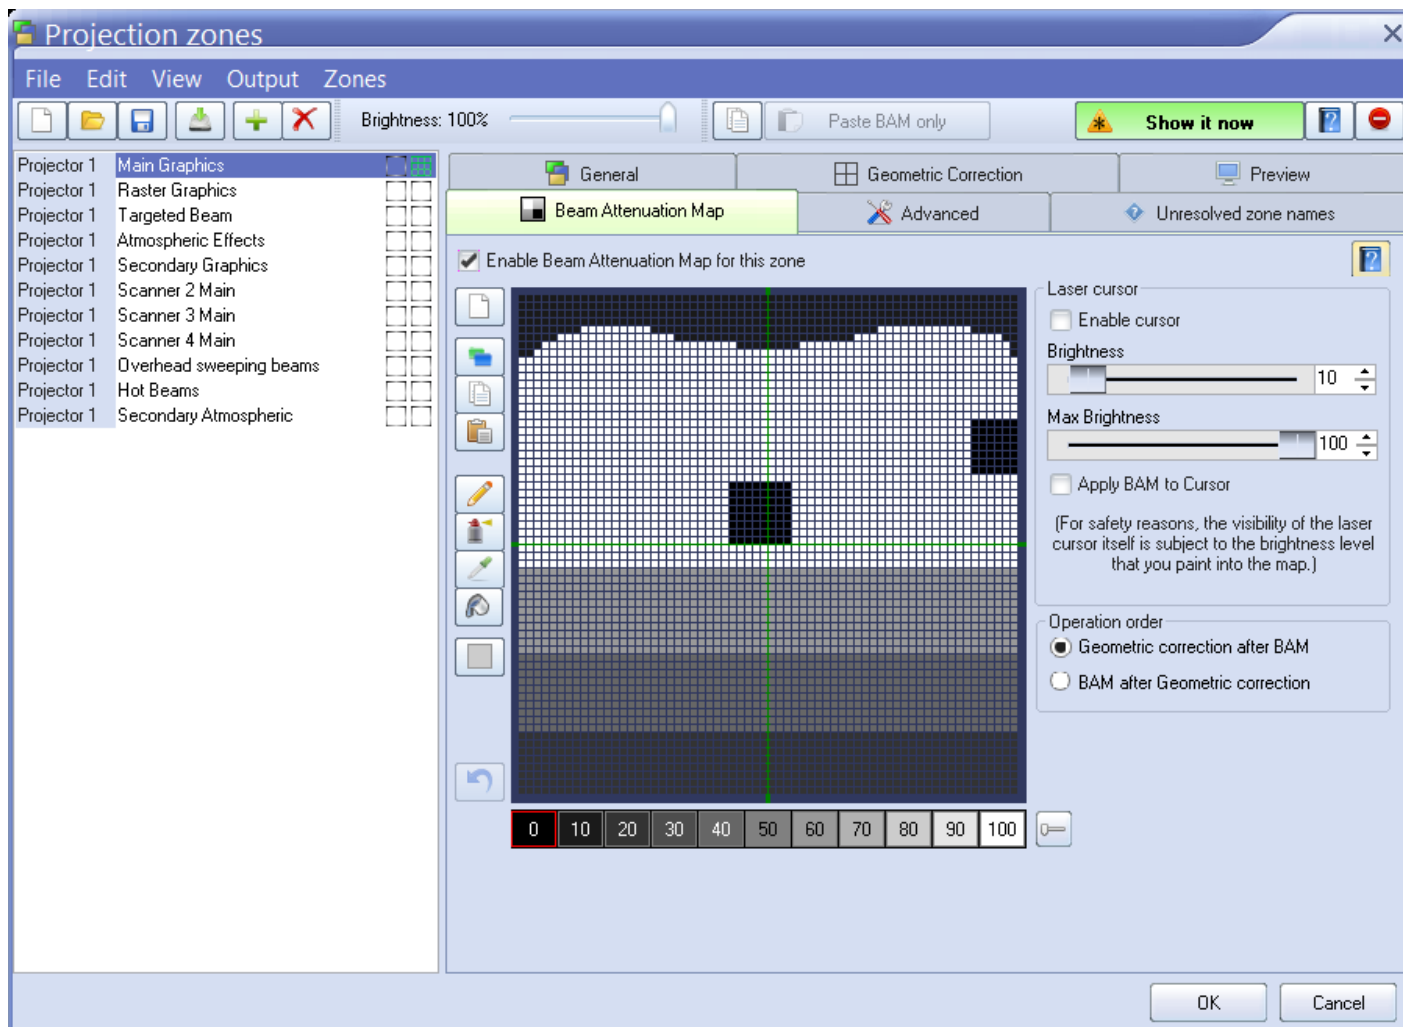 Projection zones
File Edit View Output Zones
Brightness: 100%
Paste BAM only
Show it now
Projector 1 Main Graphics
Projector 1 Raster Graphics
Projector 1 Targeted Beam
Projector 1 Atmospheric Effects
Projector 1 Secondary Graphics
Projector 1 Scanner 2 Main
Projector 1 Scanner 3 Main
Projector 1 Scanner 4 Main
Projector 1 Overhead sweeping beams
Projector 1 Hot Beams
Projector 1 Secondary Atmospheric
General
Geometric Correction
Preview
Beam Attenuation Map
Advanced
Unresolved zone names
Enable Beam Attenuation Map for this zone
0 10 20 30 40 50 60 70 80 90 100
Laser cursor
Enable cursor
Brightness
10
Max Brightness
100
Apply BAM to Cursor
(For safety reasons, the visibility of the laser
cursor itself is subject to the brightness level
that you paint into the map.)
Operation order
Geometric correction after BAM
BAM after Geometric correction
OK
Cancel